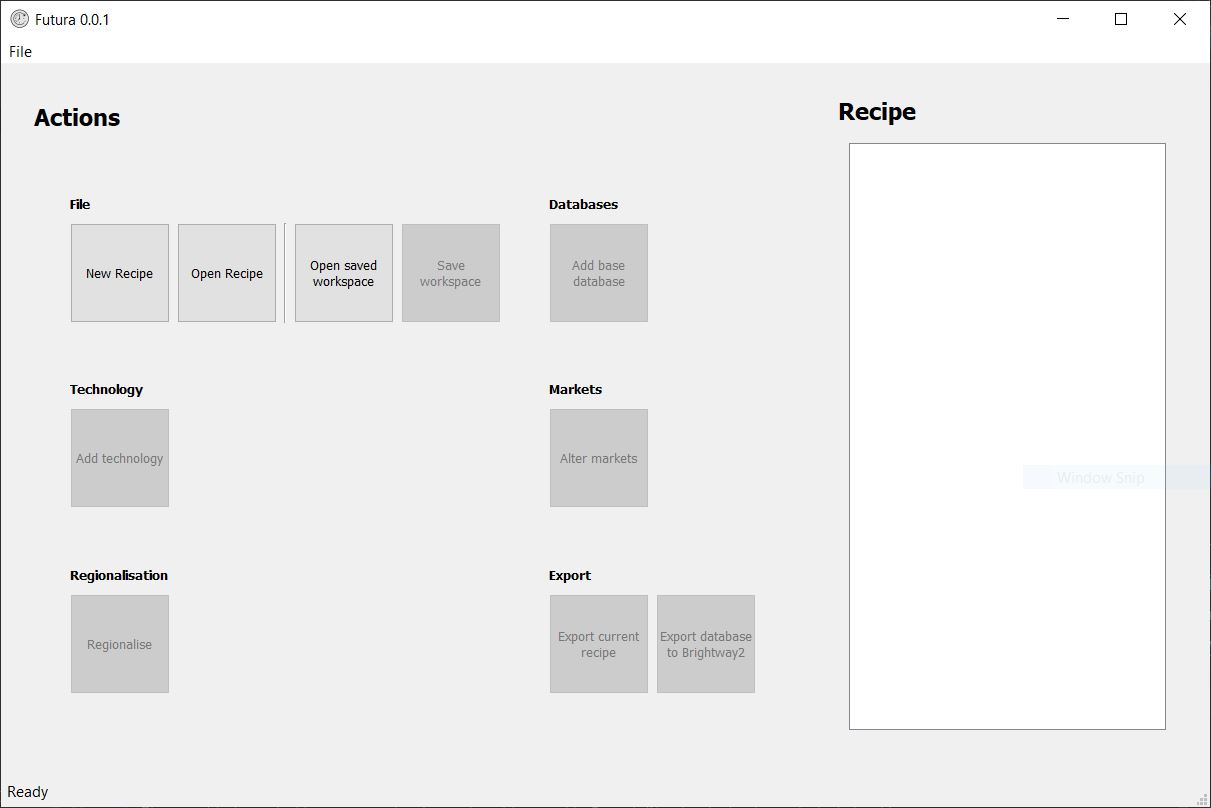 Futura 0.0.1
File
Actions
Recipe
File
Databases
New Recipe
Open Recipe
Open saved
workspace
Save
workspace
Add base
database
Technology
Markets
Add technology
Alter markets
Window Snip
Regionalisation
Export
Regionalise
Export current
recipe
Export database
to Brightway2
Ready